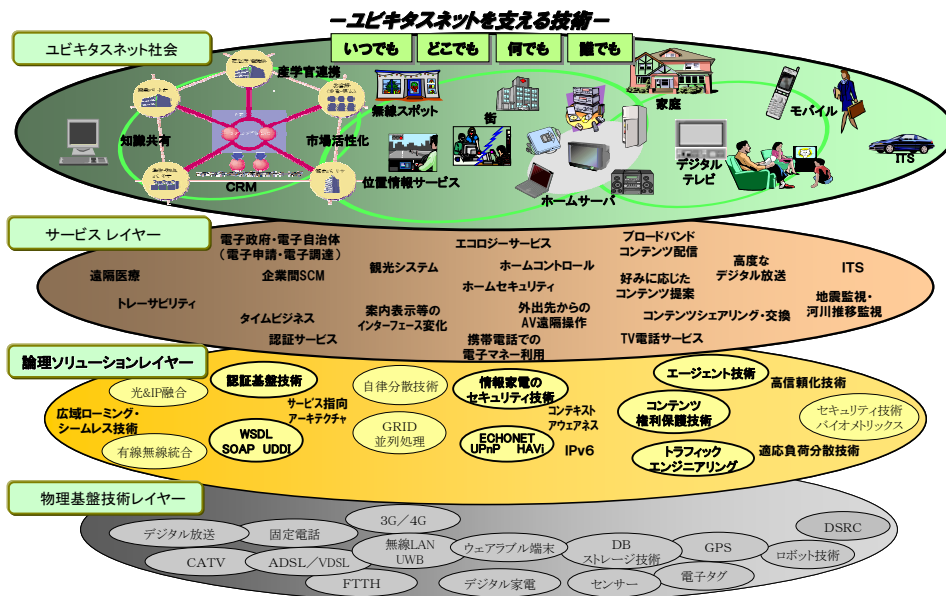 －ユビキタスネットを支える技術－
ユビキタスネット社会
いつでも
どこでも
何でも
誰でも
産学官連携
知識共有
市場活性化
CRM
無線スポット
位置情報サービス
街
ホームサーバ
家庭
デジタル
テレビ
モバイル
ITS
サービス レイヤー
電子政府・電子自治体
（電子申請・電子調達）
遠隔医療
企業間SCM
トレーサビリティ
タイムビジネス
認証サービス
観光システム
案内表示等の
インターフェース変化
エコロジーサービス
ホームコントロール
ホームセキュリティ
外出先からの
AV遠隔操作
携帯電話での
電子マネー利用
ブロードバンド
コンテンツ配信
好みに応じた
コンテンツ提案
高度な
デジタル放送
コンテンツシェアリング・交換
TV電話サービス
ITS
地震監視・
河川推移監視
論理ソリューションレイヤー
光&IP融合
広域ローミング・
シームレス技術
有線無線統合
認証基盤技術
サービス指向
アーキテクチャ
WSDL
SOAP UDDI
自律分散技術
GRID
並列処理
情報家電の
セキュリティ技術
コンテキスト
アウェアネス
ECHONET
UPnP HAVi
IPv6
エージェント技術
コンテンツ
権利保護技術
トラフィック
エンジニアリング
高信頼化技術
セキュリティ技術
バイオメトリックス
適応負荷分散技術
物理基盤技術レイヤー
デジタル放送
固定電話
3G／4G
CATV
ADSL／VDSL
無線LAN
UWB
FTTH
ウェアラブル端末
デジタル家電
DB
ストレージ技術
センサー
GPS
電子タグ
ロボット技術
DSRC